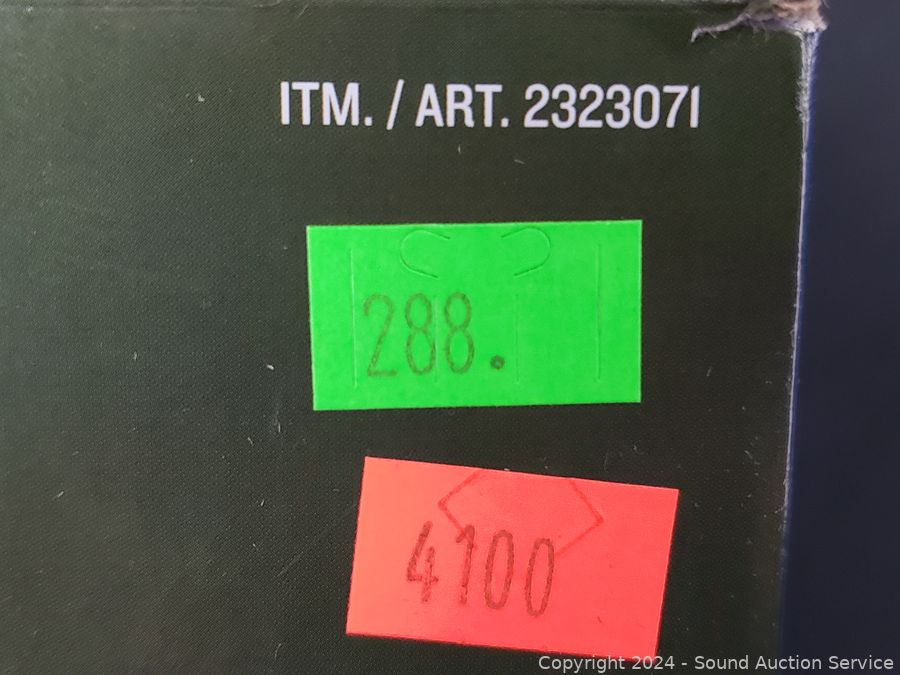 ITM. / ART. 2323071
288.
4100
Copyright 2024 - Sound Auction Service